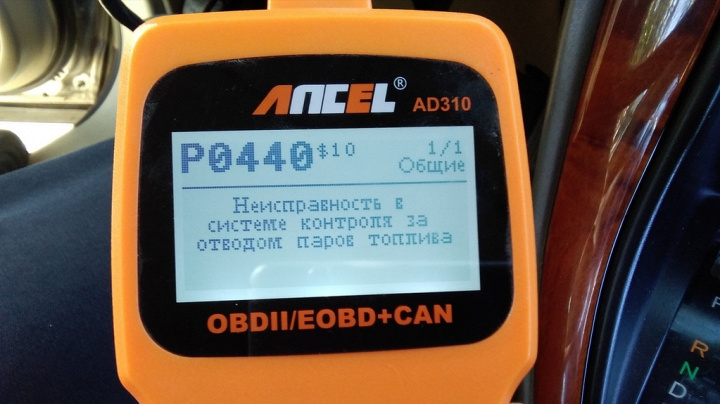 ANCEL®
AD310
P0440$10 1/1
Общие
Неисправность в
системе контроля за
отводом паров топлива
OBDII/EOBD+CAN
R
N
D